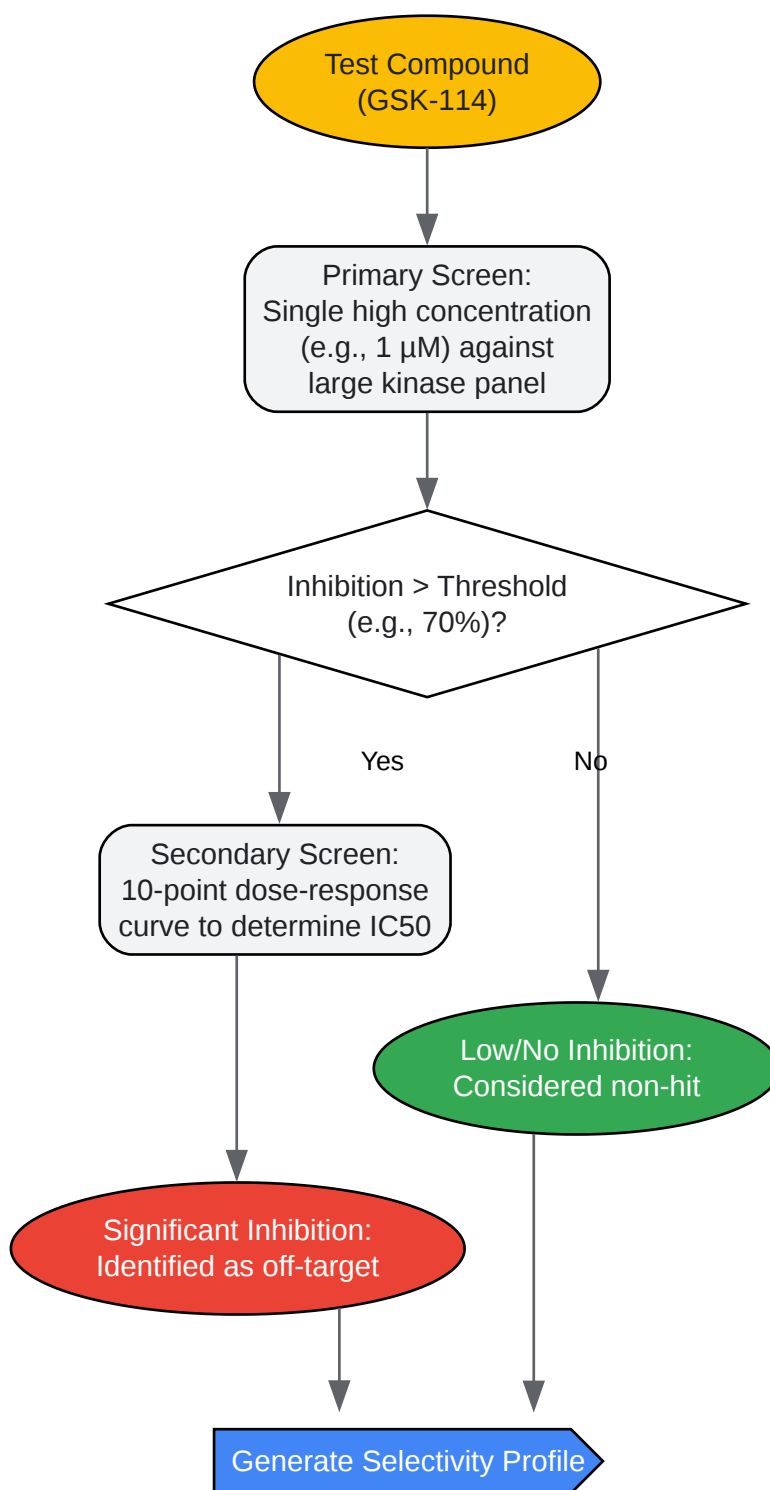 Test Compound
(GSK-114)
Primary Screen:
Single high concentration
(e.g., 1 µM) against
large kinase panel
Inhibition > Threshold
(e.g., 70%)?
Yes
No
Secondary Screen:
10-point dose-response
curve to determine IC50
Low/No Inhibition:
Considered non-hit
Significant Inhibition:
Identified as off-target
Generate Selectivity Profile